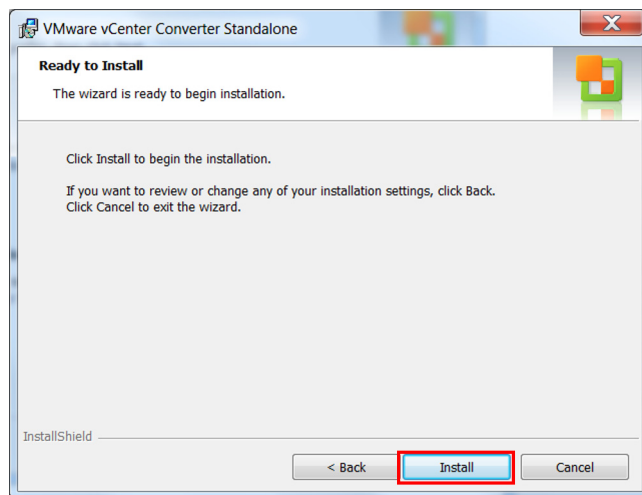 VMware vCenter Converter Standalone
Ready to Install
The wizard is ready to begin installation.
Click Install to begin the installation.
If you want to review or change any of your installation settings, click Back.
Click Cancel to exit the wizard.
InstallShield
< Back
Install
Cancel